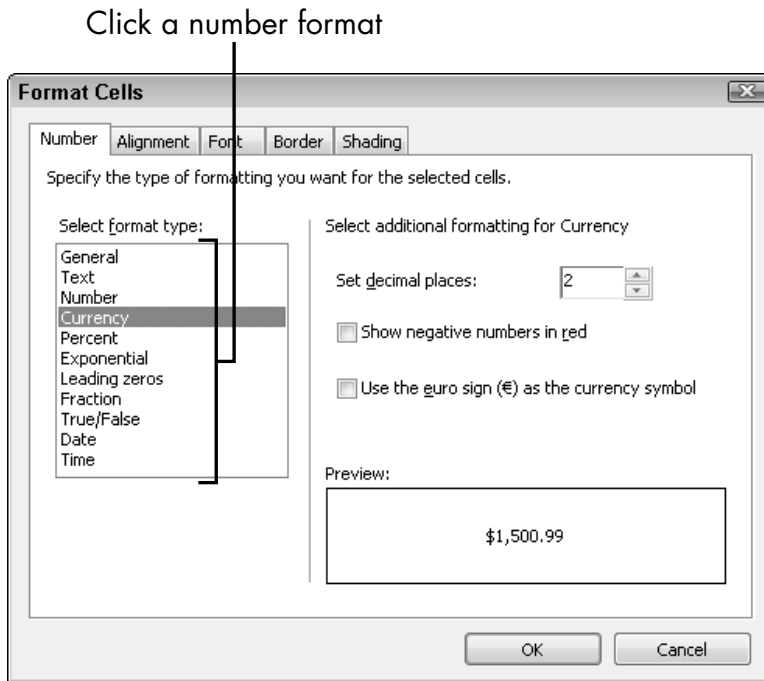 Click a number format
Format Cells
Number Alignment Font Border Shading
Specify the type of formatting you want for the selected cells.
Select format type:
General
Text
Number
Currency
Percent
Exponential
Leading zeros
Fraction
True/False
Date
Time
Select additional formatting for Currency
Set decimal places: 2
Show negative numbers in red
Use the euro sign (€) as the currency symbol
Preview:
$1,500.99
OK Cancel